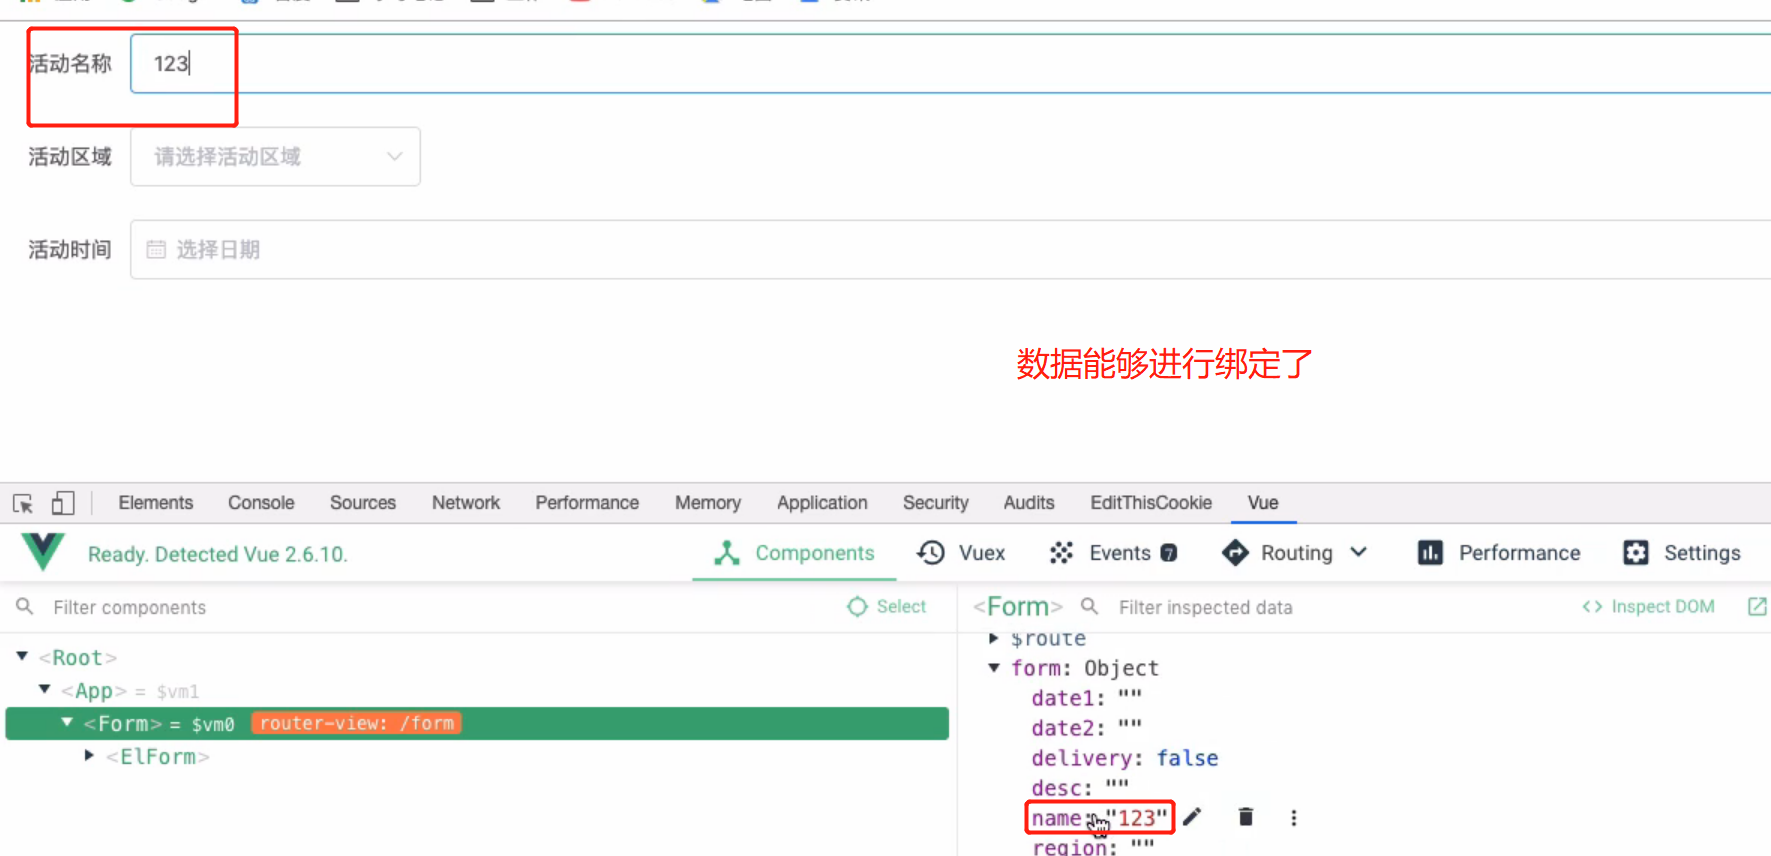 活动名称 123
活动区域 请选择活动区域
活动时间 选择日期
数据能够进行绑定了
Elements Console Sources Network Performance Memory Application Security Audits EditThisCookie Vue
Ready. Detected Vue 2.6.10. Components Vuex Events 7 Routing Performance Settings
Filter components Select <Form> Filter inspected data <> Inspect DOM
<Root>
<App> = $vm1
<Form> = $vm0 router-view: /form
<ElForm>
$route
form: Object
date1: ""
date2: ""
delivery: false
desc: ""
name: "123"
region: ""